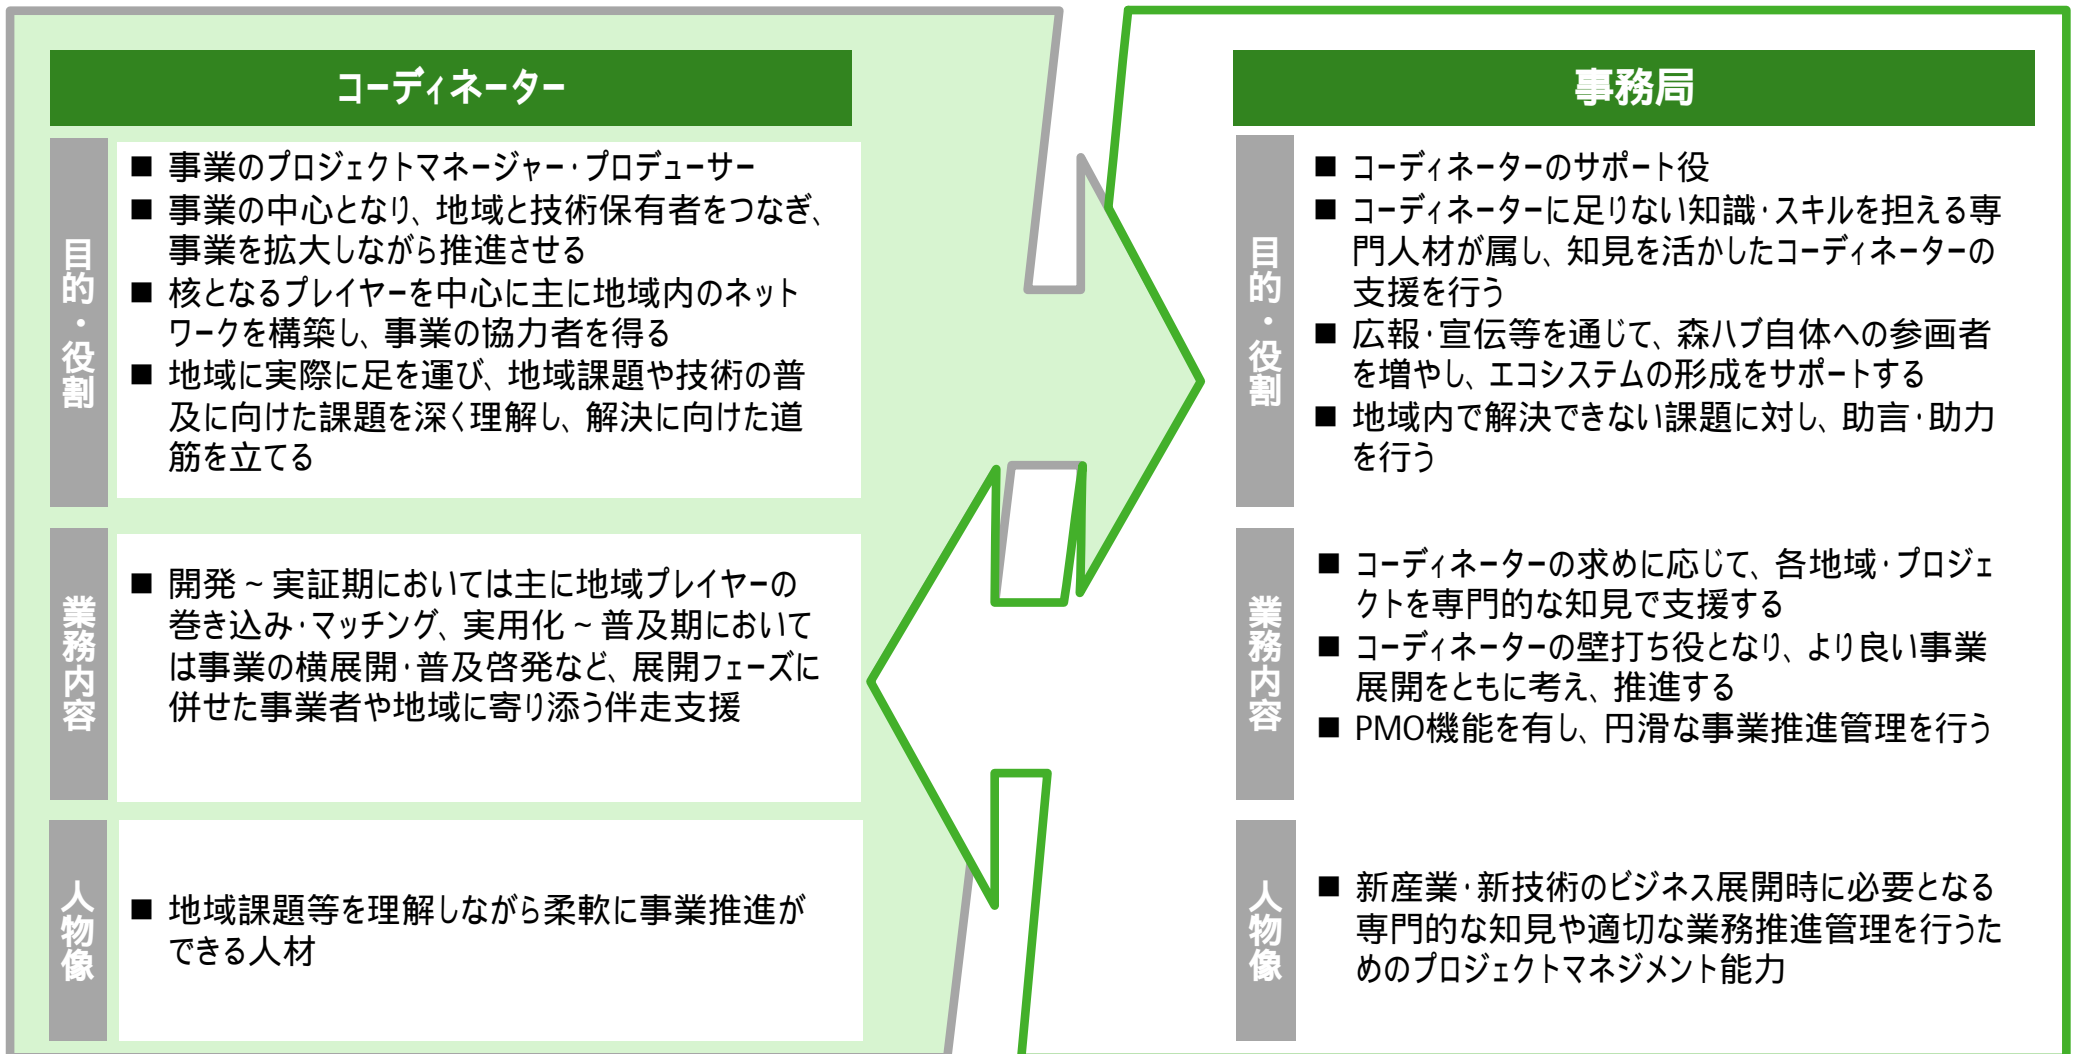 コーディネーター
目的・役割
■ 事業のプロジェクトマネージャー・プロデューサー
■ 事業の中心となり、地域と技術保有者をつなぎ、
事業を拡大しながら推進させる
■ 核となるプレイヤーを中心に主に地域内のネット
ワークを構築し、事業の協力者を得る
■ 地域に実際に足を運び、地域課題や技術の普
及に向けた課題を深く理解し、解決に向けた道
筋を立てる
業務内容
■ 開発~実証期においては主に地域プレイヤーの
巻き込み・マッチング、実用化~普及期において
は事業の横展開・普及啓発など、展開フェーズに
併せた事業者や地域に寄り添う伴走支援
人物像
■ 地域課題等を理解しながら柔軟に事業推進が
できる人材
事務局
目的・役割
■ コーディネーターのサポート役
■ コーディネーターに足りない知識・スキルを担える専
門人材が属し、知見を活かしたコーディネーターの
支援を行う
■ 広報・宣伝等を通じて、森ハブ自体への参画者
を増やし、エコシステムの形成をサポートする
■ 地域内で解決できない課題に対し、助言・助力
を行う
業務内容
■ コーディネーターの求めに応じて、各地域・プロジェ
クトを専門的な知見で支援する
■ コーディネーターの壁打ち役となり、より良い事業
展開をともに考え、推進する
■ PMO機能を有し、円滑な事業推進管理を行う
人物像
■ 新産業・新技術のビジネス展開時に必要となる
専門的な知見や適切な業務推進管理を行うた
めのプロジェクトマネジメント能力